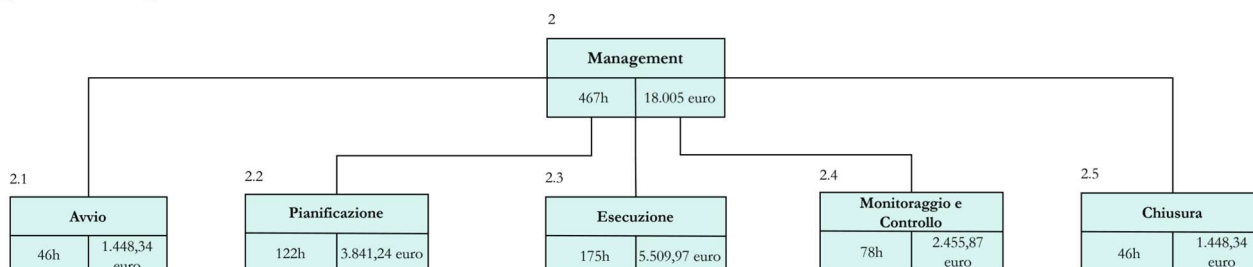 2
Management
467h 18.005 euro
2.1
2.2
2.3
2.4
2.5
Avvio
Pianificazione
Esecuzione
Monitoraggio e
Controllo
Chiusura
46h
1.448,34
euro
122h 3.841,24 euro
175h 5.509,97 euro
78h
2.455,87
euro
46h
1.448,34
euro